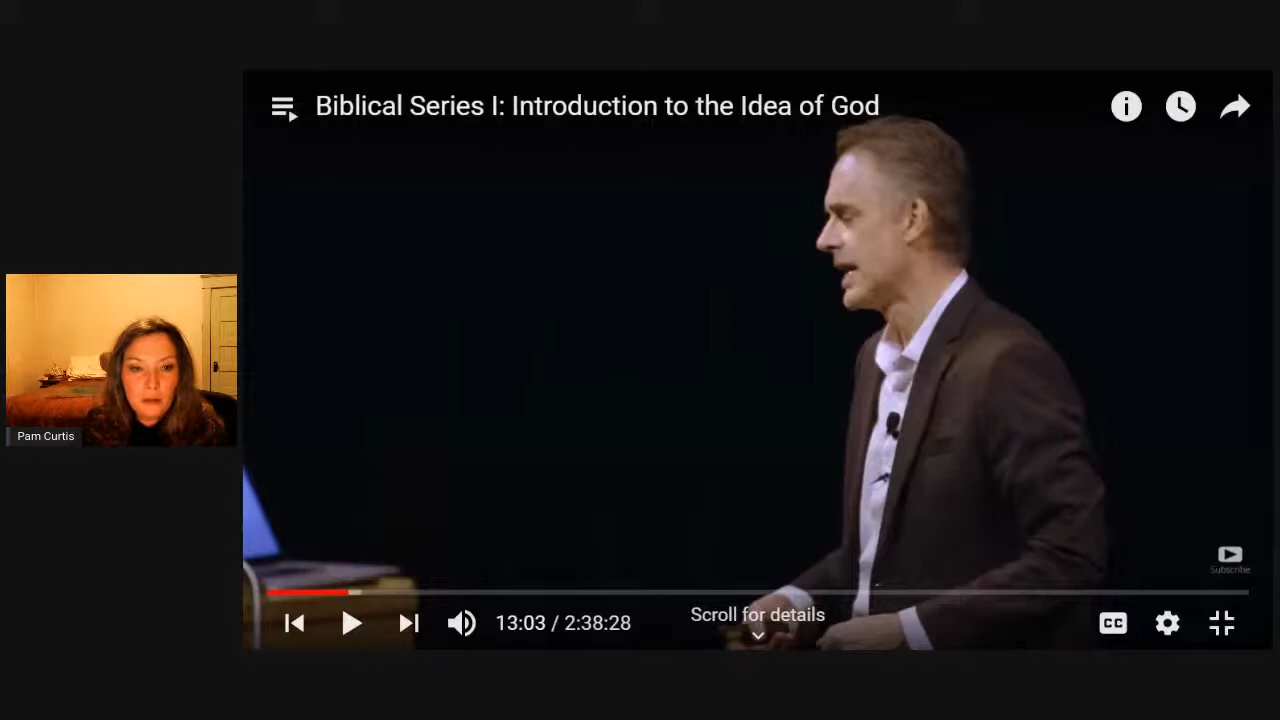 Biblical Series I: Introduction to the Idea of God
Pam Curtis
Subscribe
Scroll for details
13:03 / 2:38:28
CC